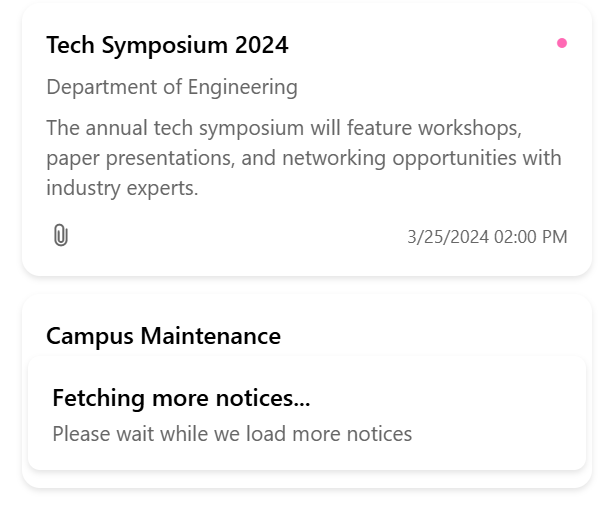 Tech Symposium 2024
Department of Engineering
The annual tech symposium will feature workshops,
paper presentations, and networking opportunities with
industry experts.
3/25/2024 02:00 PM
Campus Maintenance
Fetching more notices...
Please wait while we load more notices